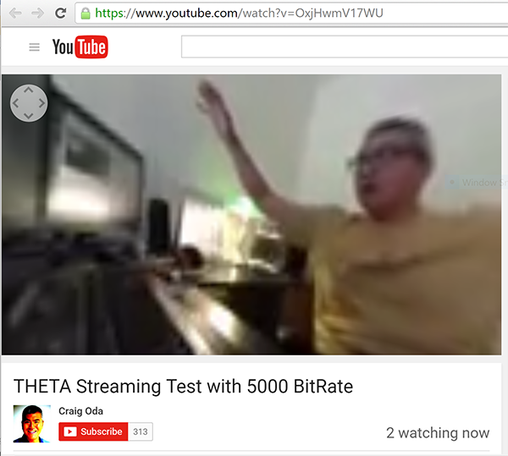 https://www.youtube.com/watch?v=OxjHwmV17WU
YouTube
THETA Streaming Test with 5000 BitRate
Craig Oda
Subscribe 313
2 watching now